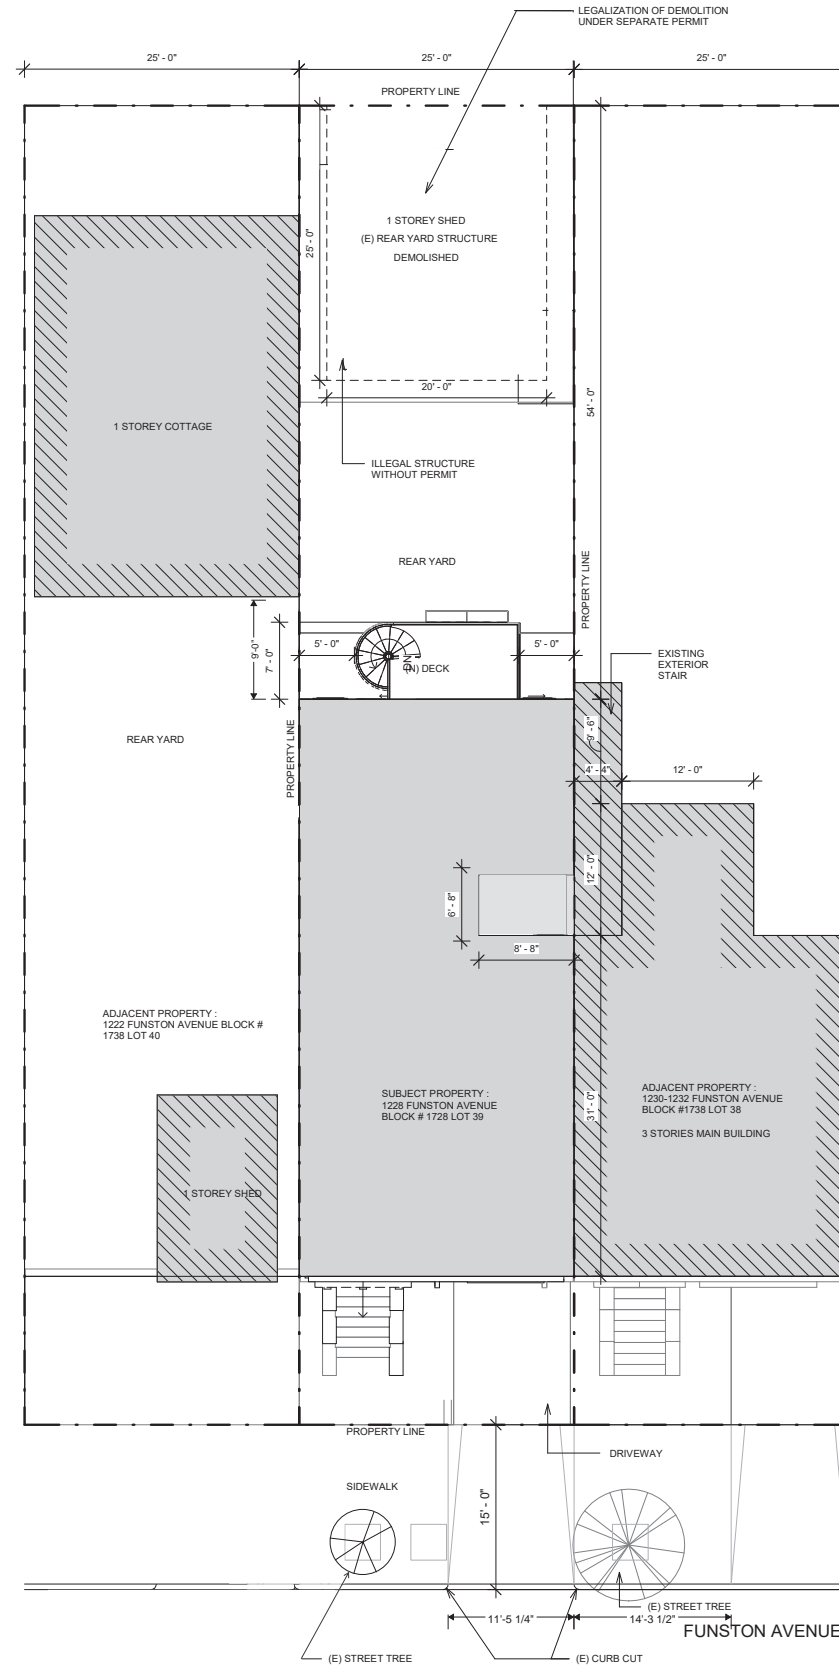 LEGALIZATION OF DEMOLITION
UNDER SEPARATE PERMIT
25' - 0"
25' - 0"
25' - 0"
PROPERTY LINE
1 STOREY SHED
(E) REAR YARD STRUCTURE
DEMOLISHED
25' - 0"
20' - 0"
54' - 0"
1 STOREY COTTAGE
ILLEGAL STRUCTURE
WITHOUT PERMIT
REAR YARD
PROPERTY LINE
9'-0"
7' - 0"
5' - 0"
DN
(N) DECK
5' - 0"
EXISTING
EXTERIOR
STAIR
REAR YARD
PROPERTY LINE
9' - 6"
4' - 4"
12' - 0"
6' - 8"
12' - 0"
8' - 8"
ADJACENT PROPERTY :
1222 FUNSTON AVENUE BLOCK #
1738 LOT 40
SUBJECT PROPERTY :
1228 FUNSTON AVENUE
BLOCK # 1728 LOT 39
31' - 0"
ADJACENT PROPERTY :
1230-1232 FUNSTON AVENUE
BLOCK #1738 LOT 38
3 STORIES MAIN BUILDING
1 STOREY SHED
PROPERTY LINE
DRIVEWAY
SIDEWALK
15' - 0"
(E) STREET TREE
11'-5 1/4"
14'-3 1/2"
FUNSTON AVENUE
(E) STREET TREE
(E) CURB CUT